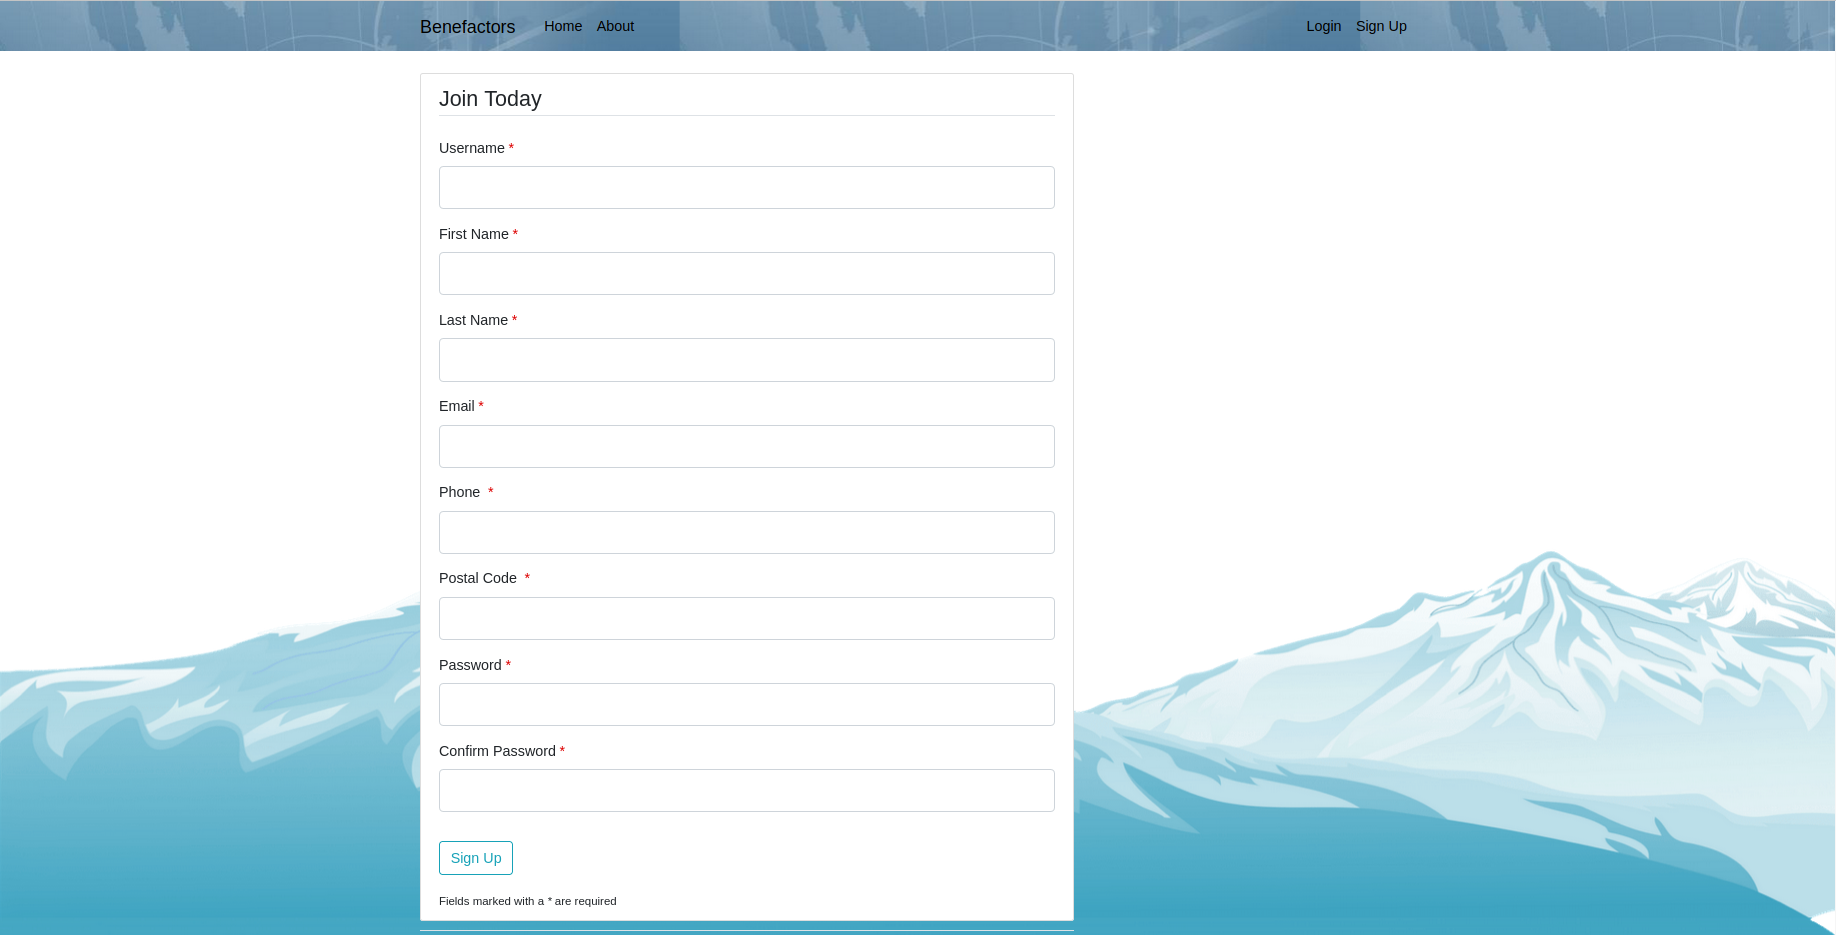 Benefactors Home About Login Sign Up
Join Today
Username *
First Name *
Last Name *
Email *
Phone *
Postal Code *
Password *
Confirm Password *
Sign Up
Fields marked with a * are required